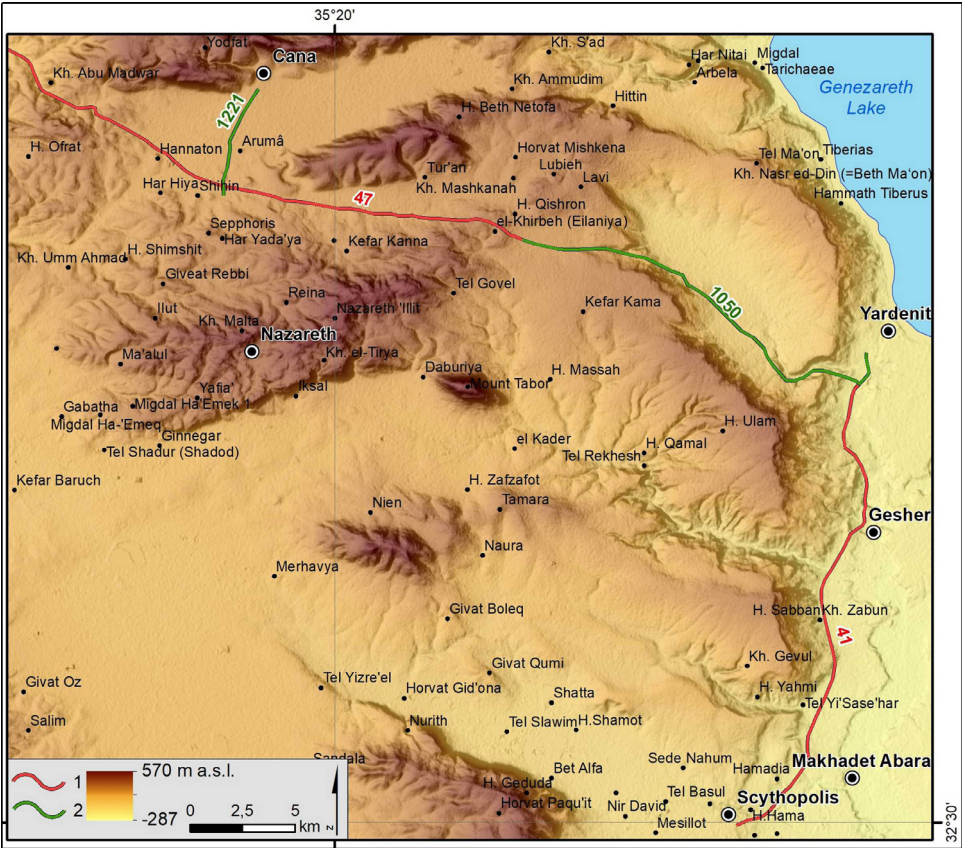 35°20'
Yodfat
Cana
Kh. S'ad
Har Nitai
Migdal
Tarichaeae
Arbela
Kh. Abu Madwar
Kh. Ammudim
Hittin
Genezareth
Lake
1221
H. Beth Netofa
H. Ofrat
Hannaton
Arumâ
Horvat Mishkena
Lubieh
Tel Ma'on
Tiberias
Tur'an
Kh. Mashkanah
Lavi
Kh. Nasr ed-Din (=Beth Ma'on)
Har Hiya
Shihin
47
Hammath Tiberus
H. Qishron
el-Khirbeh (Eilaniya)
Sepphoris
Har Yada'ya
Kefar Kanna
H. Shimshit
Kh. Umm Ahmad
Giveat Rebbi
Tel Govel
Reina
1050
Kefar Kama
Ilut
Nazareth 'Illit
Yardenit
Kh. Malta
Nazareth
Ma'alul
Kh. el-Tirya
Daburiya
H. Massah
Mount Tabor
Yafia'
Iksal
Gabatha
Migdal Ha'Emek 1
Migdal Ha-'Emeq
H. Ulam
Ginnegar
Tel Shadur (Shadod)
el Kader
H. Qamal
Tel Rekhesh
Kefar Baruch
H. Zafzafot
Tamara
Nien
Gesher
Naura
Merhavya
Givat Boleq
H. Sabban
Kh. Zabun
41
Givat Qumi
Kh. Gevul
Givat Oz
Tel Yizre'el
Horvat Gid'ona
Shatta
H. Yahmi
Tel Yi'Sase'har
Salim
Nurith
Tel Slawim
H.Shamot
Sandala
Sede Nahum
Makhadet Abara
Bet Alfa
Hamadia
H. Geduda
Tel Basul
Scythopolis
Horvat Paqu'it
Nir David
H.Hama
Mesillot
32°30'
1
2
570 m a.s.l.
-287
0 2,5 5
km
N